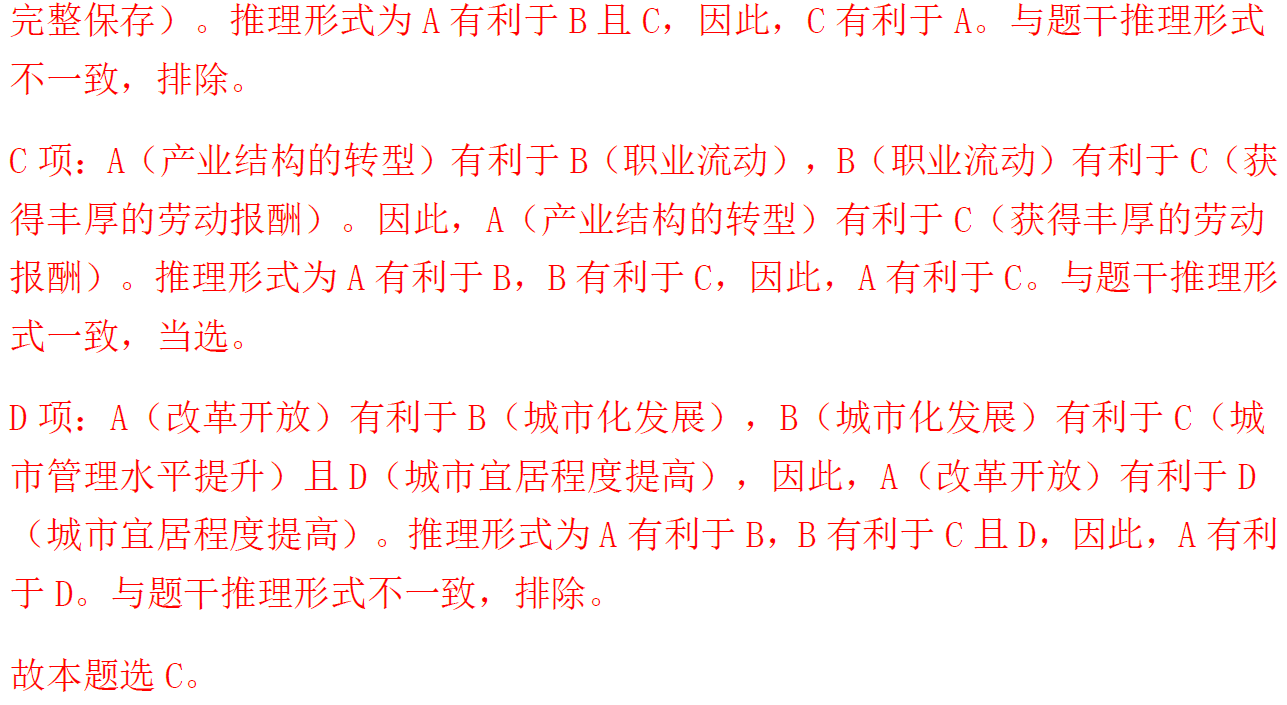 完整保存）。推理形式为 A 有利于 B 且 C，因此，C 有利于 A。与题干推理形式
不一致，排除。
C 项：A（产业结构的转型）有利于 B（职业流动），B（职业流动）有利于 C（获
得丰厚的劳动报酬）。因此，A（产业结构的转型）有利于 C（获得丰厚的劳动
报酬）。推理形式为 A 有利于 B，B 有利于 C，因此，A 有利于 C。与题干推理形
式一致，当选。
D 项：A（改革开放）有利于 B（城市化发展），B（城市化发展）有利于 C（城
市管理水平提升）且 D（城市宜居程度提高），因此，A（改革开放）有利于 D
（城市宜居程度提高）。推理形式为 A 有利于 B，B 有利于 C 且 D，因此，A 有利
于 D。与题干推理形式不一致，排除。
故本题选 C。